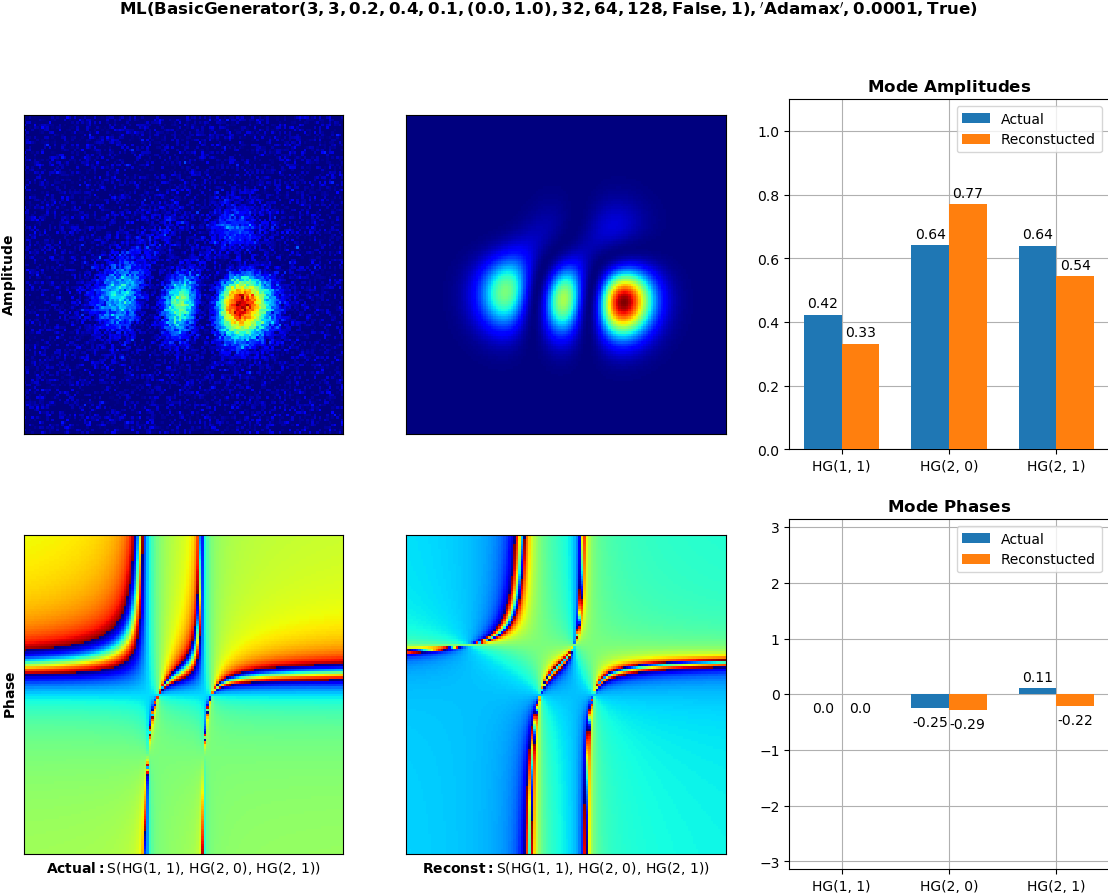 ML(BasicGenerator(3, 3, 0.2, 0.4, 0.1, (0.0, 1.0), 32, 64, 128, False, 1), 'Adamax', 0.0001, True)
Amplitude
Mode Amplitudes
Actual
Reconstucted
1.0
0.8
0.6
0.4
0.2
0.0
0.42
0.33
0.64
0.77
0.64
0.54
HG(1, 1)
HG(2, 0)
HG(2, 1)
Phase
Actual: S(HG(1, 1), HG(2, 0), HG(2, 1))
Reconst: S(HG(1, 1), HG(2, 0), HG(2, 1))
Mode Phases
Actual
Reconstucted
3
2
1
0
−1
−2
−3
0.0
0.0
-0.25
-0.29
0.11
-0.22
HG(1, 1)
HG(2, 0)
HG(2, 1)